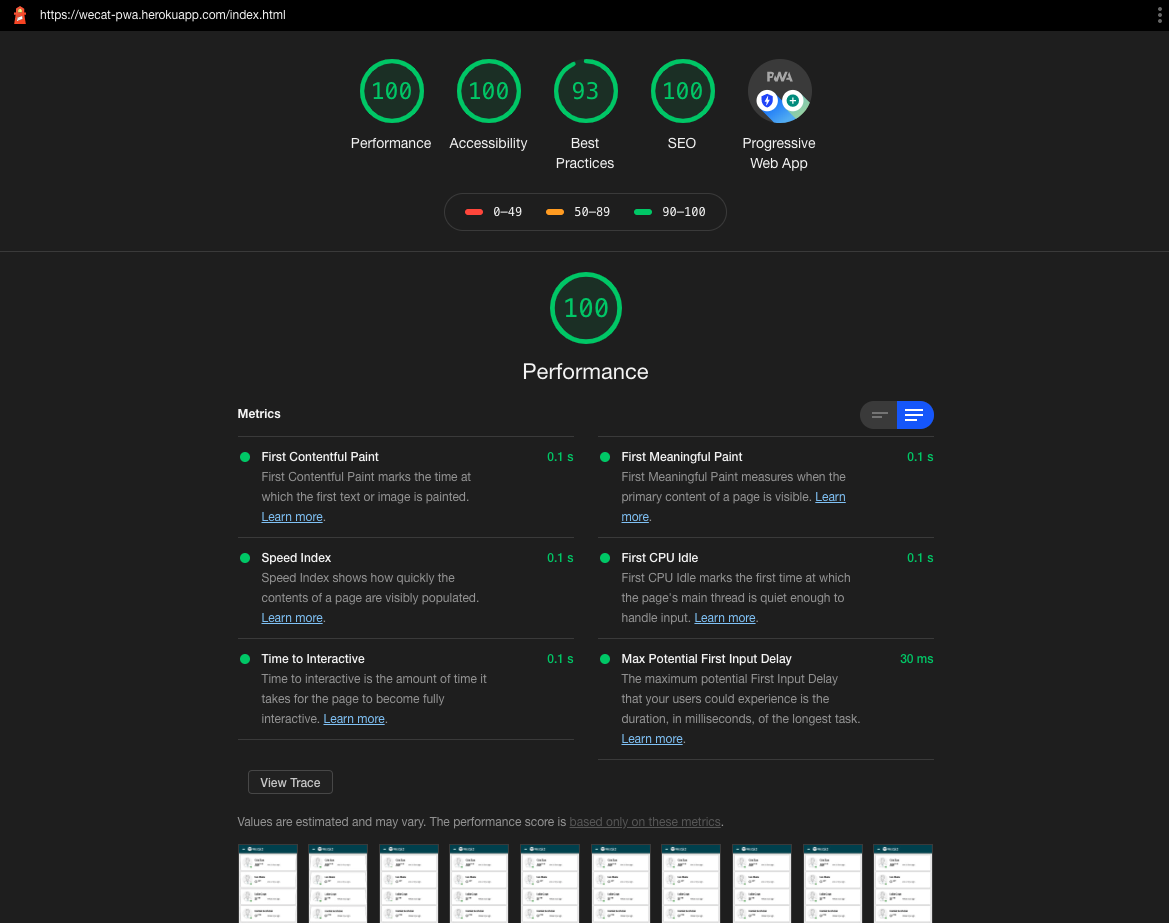 https://wecat-pwa.herokuapp.com/index.html
100
100
93
100
PWA
Performance
Accessibility
Best
Practices
SEO
Progressive
Web App
0–49
50–89
90–100
100
Performance
Metrics
First Contentful Paint
0.1 s
First Contentful Paint marks the time at
which the first text or image is painted.
Learn more.
First Meaningful Paint
0.1 s
First Meaningful Paint measures when the
primary content of a page is visible. Learn
more.
Speed Index
0.1 s
Speed Index shows how quickly the
contents of a page are visibly populated.
Learn more.
First CPU Idle
0.1 s
First CPU Idle marks the first time at which
the page's main thread is quiet enough to
handle input. Learn more.
Time to Interactive
0.1 s
Time to interactive is the amount of time it
takes for the page to become fully
interactive. Learn more.
Max Potential First Input Delay
30 ms
The maximum potential First Input Delay
that your users could experience is the
duration, in milliseconds, of the longest task.
Learn more.
View Trace
Values are estimated and may vary. The performance score is based only on these metrics.